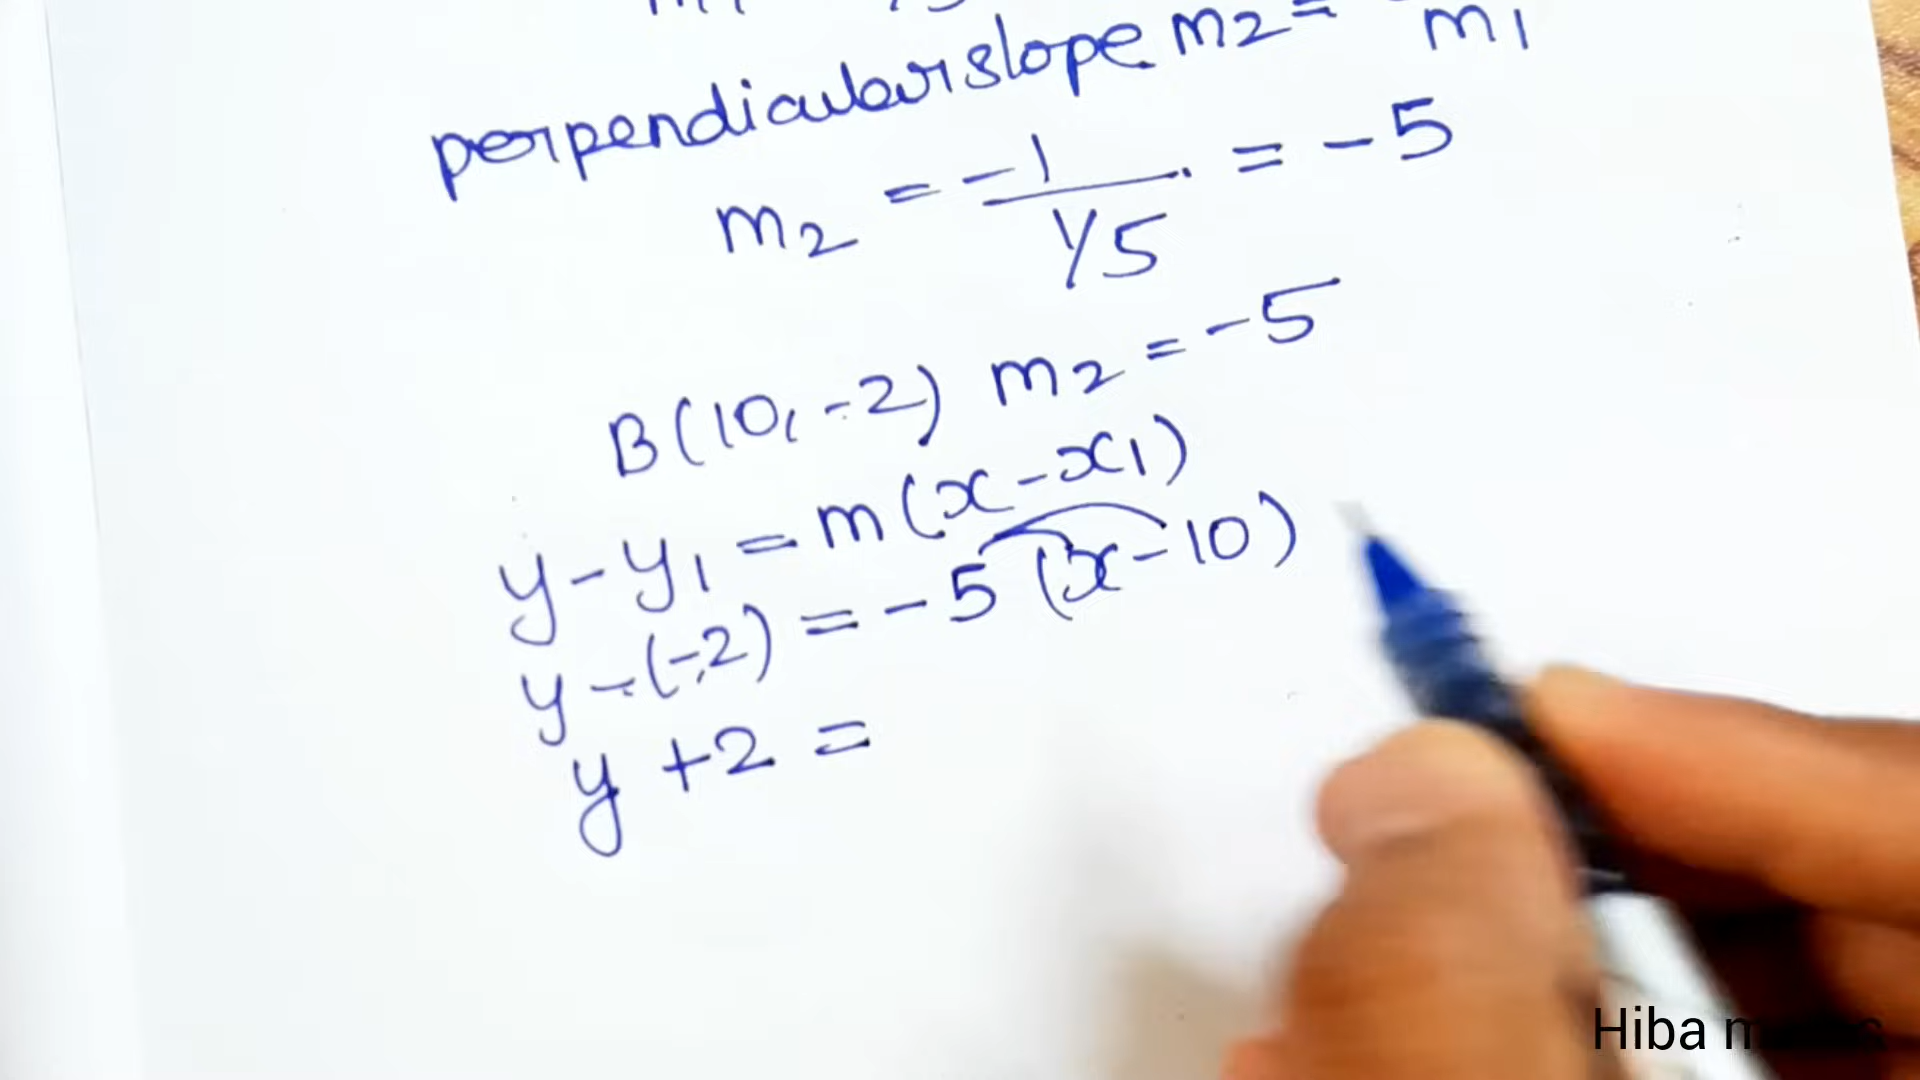 perpendicular slope m2 =
m1
m2 = -1/1/5 = -5
B(10, -2) m2 = -5
y - y1 = m(x - x1)
y - (-2) = -5 (x - 10)
y + 2 =
Hiba